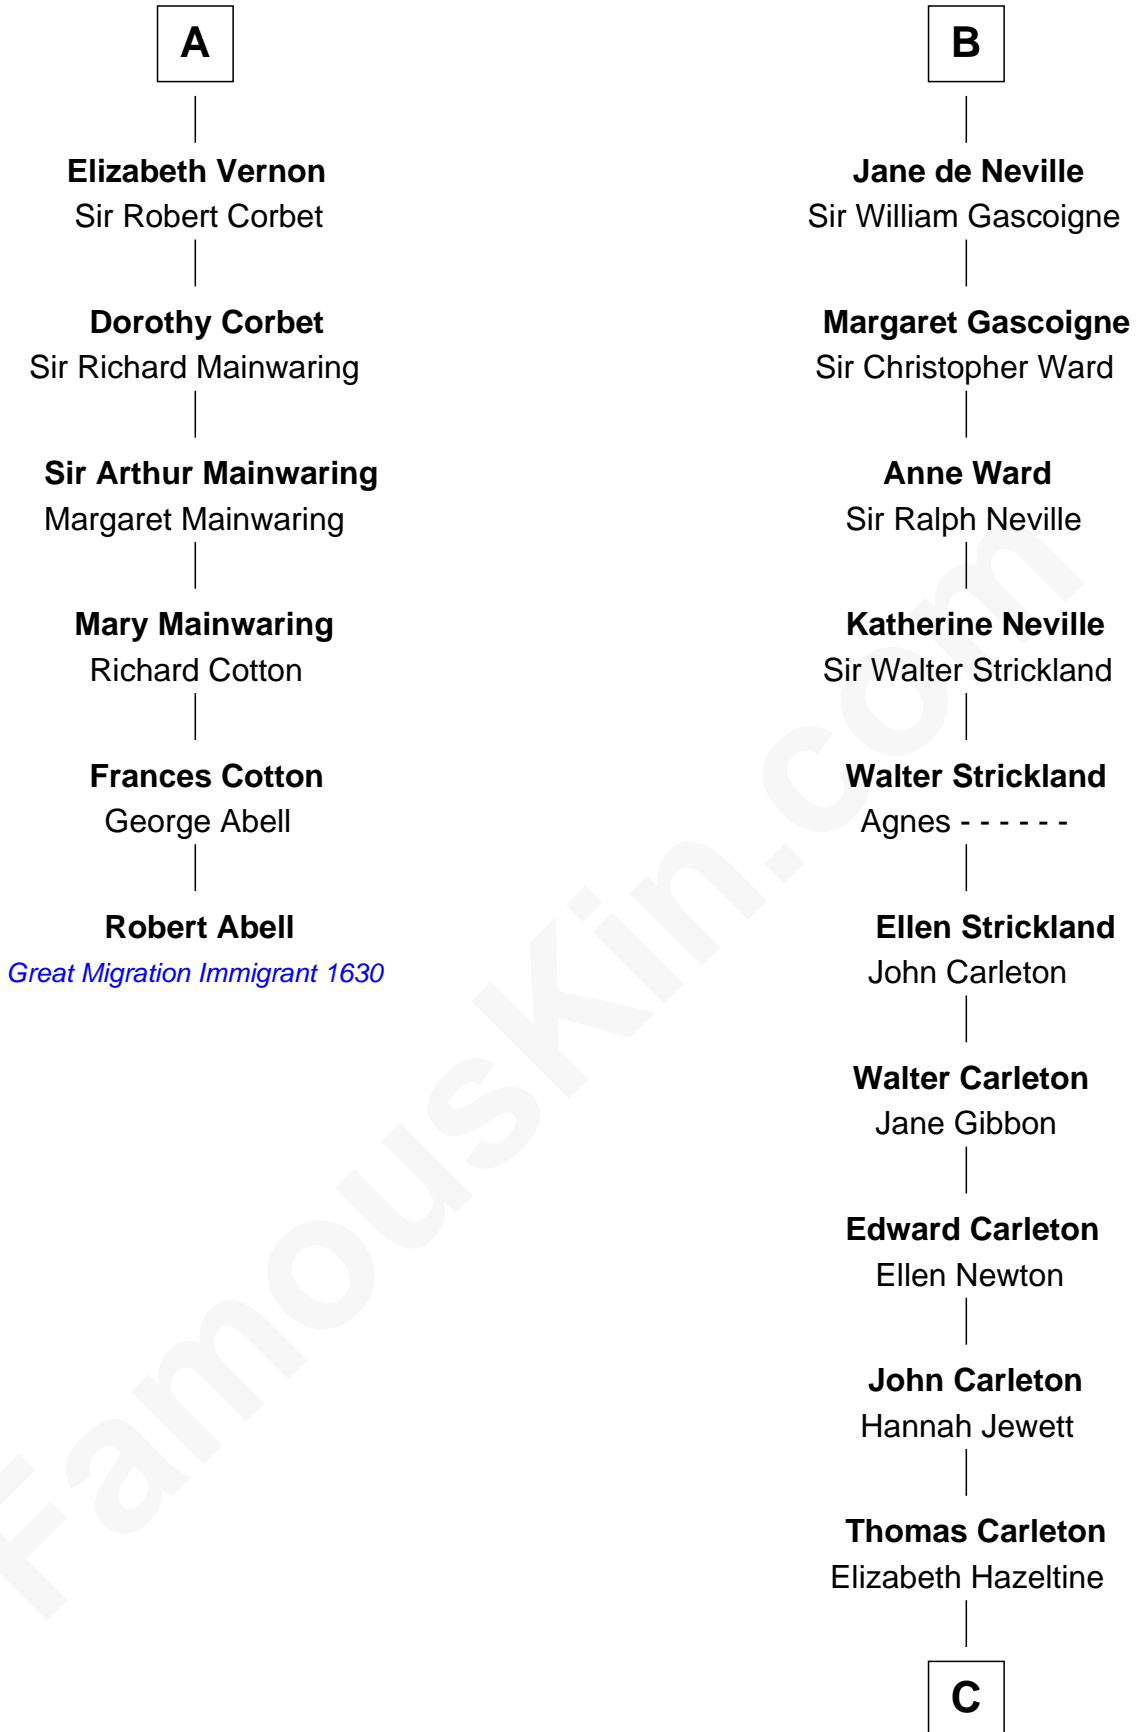 A
Elizabeth Vernon
Sir Robert Corbet
Dorothy Corbet
Sir Richard Mainwaring
Sir Arthur Mainwaring
Margaret Mainwaring
Mary Mainwaring
Richard Cotton
Frances Cotton
George Abell
Robert Abell
Great Migration Immigrant 1630
B
Jane de Neville
Sir William Gascoigne
Margaret Gascoigne
Sir Christopher Ward
Anne Ward
Sir Ralph Neville
Katherine Neville
Sir Walter Strickland
Walter Strickland
Agnes - - - - - -
Ellen Strickland
John Carleton
Walter Carleton
Jane Gibbon
Edward Carleton
Ellen Newton
John Carleton
Hannah Jewett
Thomas Carleton
Elizabeth Hazeltine
C
FamousKin.com